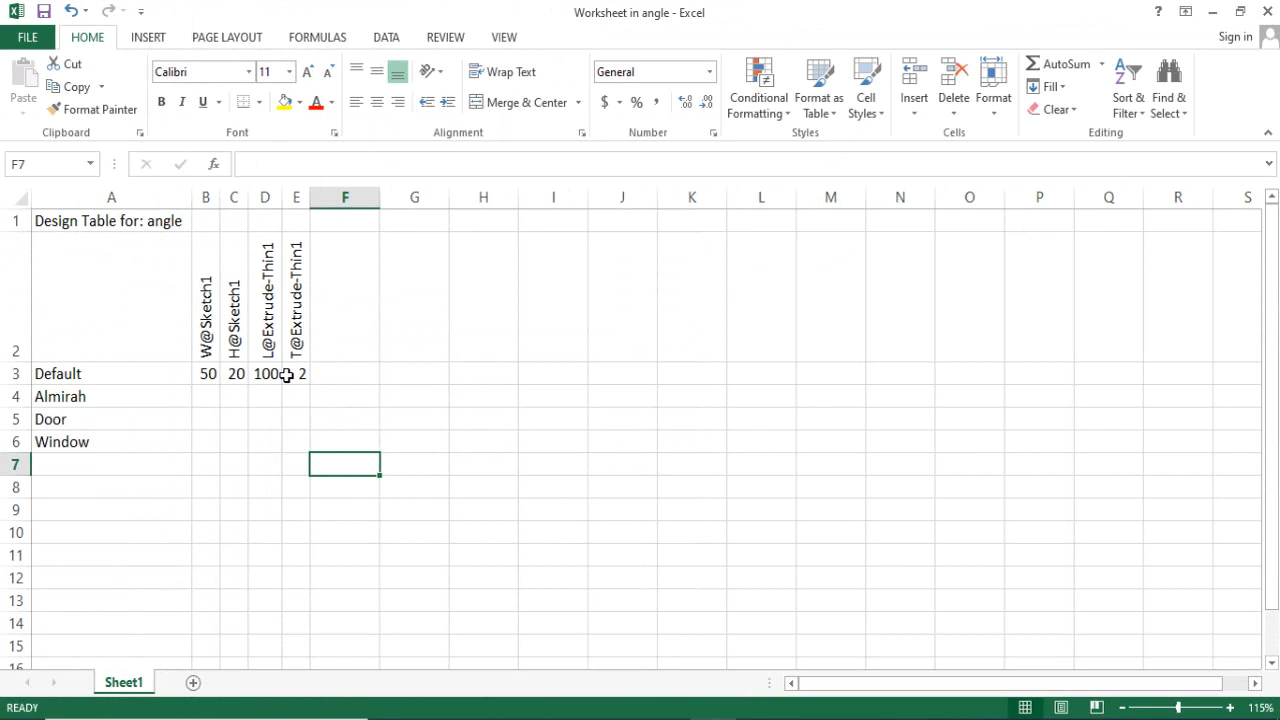 Worksheet in angle - Excel
FILE HOME INSERT PAGE LAYOUT FORMULAS DATA REVIEW VIEW Sign in
Paste Cut Copy Format Painter
Calibri 11
B I U A
Wrap Text
Merge & Center
General
$ % ,
Conditional Formatting
Format as Table
Cell Styles
Insert Delete Format
AutoSum
Fill
Clear
Sort & Filter
Find & Select
Clipboard Font Alignment Number Styles Cells Editing
F7 fx
A B C D E F G H I J K L M N O P Q R S
1 Design Table for: angle
2 W@Sketch1 H@Sketch1 L@Extrude-Thin1 T@Extrude-Thin1
3 Default 50 20 100 2
4 Almirah
5 Door
6 Window
7
8
9
10
11
12
13
14
15
16
Sheet1
READY 115%